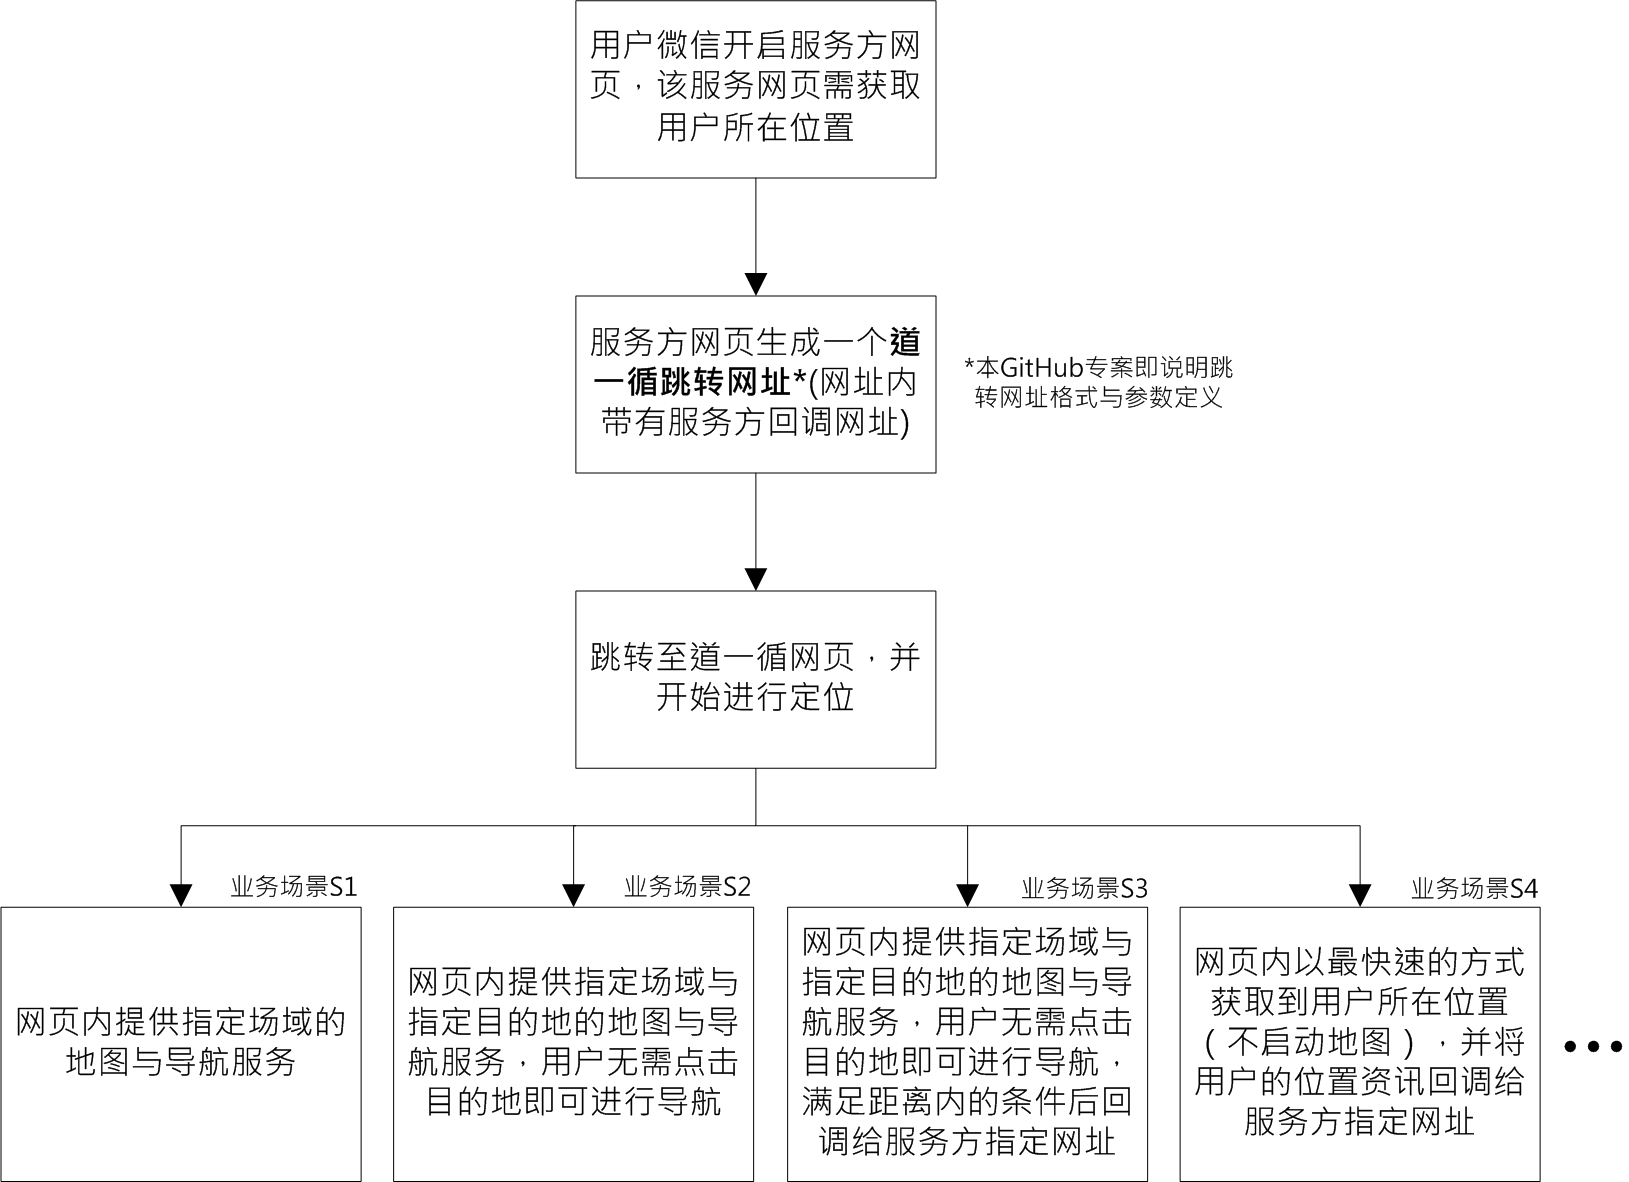 用户微信开启服务方网
页，该服务网页需获取
用户所在位置
服务方网页生成一个道
一循跳转网址*(网址内
带有服务方回调网址)
*本GitHub专案即说明跳
转网址格式与参数定义
跳转至道一循网页，并
开始进行定位
业务场景S1
网页内提供指定场域的
地图与导航服务
业务场景S2
网页内提供指定场域与
指定目的地的地图与导
航服务，用户无需点击
目的地即可进行导航
业务场景S3
网页内提供指定场域与
指定目的地的地图与导
航服务，用户无需点击
目的地即可进行导航，
满足距离内的条件后回
调给服务方指定网址
业务场景S4
网页内以最快速的方式
获取到用户所在位置
（不启动地图），并将
用户的位置资讯回调给
服务方指定网址
•••